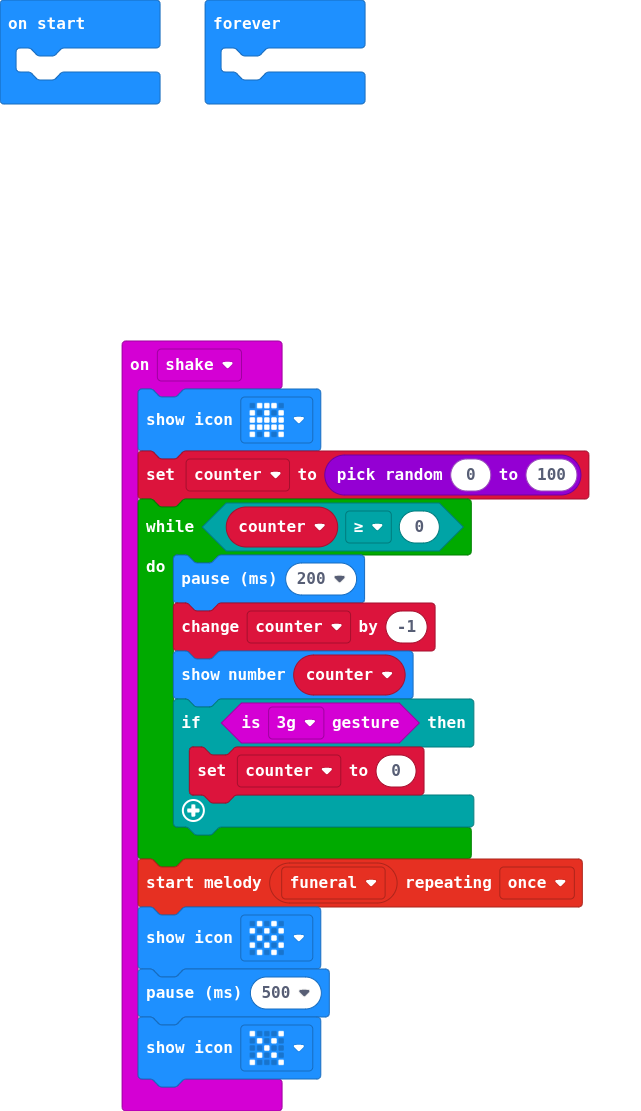 on start
forever
on shake
show icon
set counter to pick random 0 to 100
while counter ≥ 0
do
pause (ms) 200
change counter by -1
show number counter
if is 3g gesture then
set counter to 0
start melody funeral repeating once
show icon
pause (ms) 500
show icon